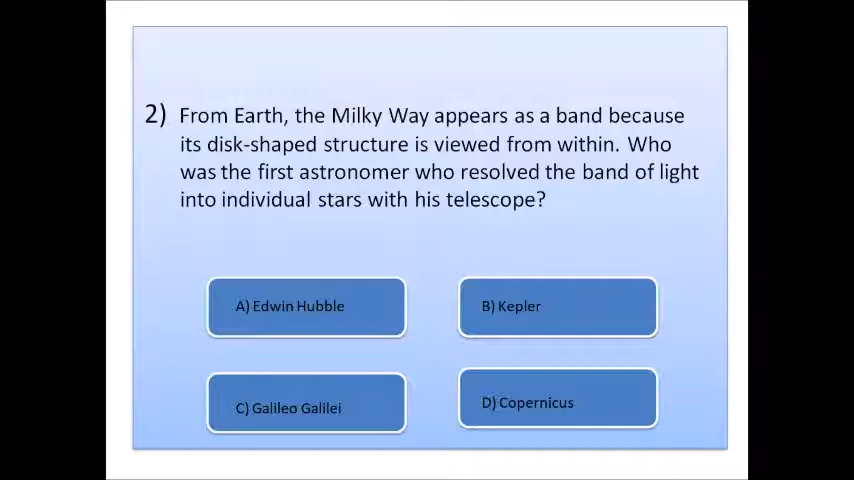 2) From Earth, the Milky Way appears as a band because
its disk-shaped structure is viewed from within. Who
was the first astronomer who resolved the band of light
into individual stars with his telescope?
A) Edwin Hubble
B) Kepler
C) Galileo Galilei
D) Copernicus